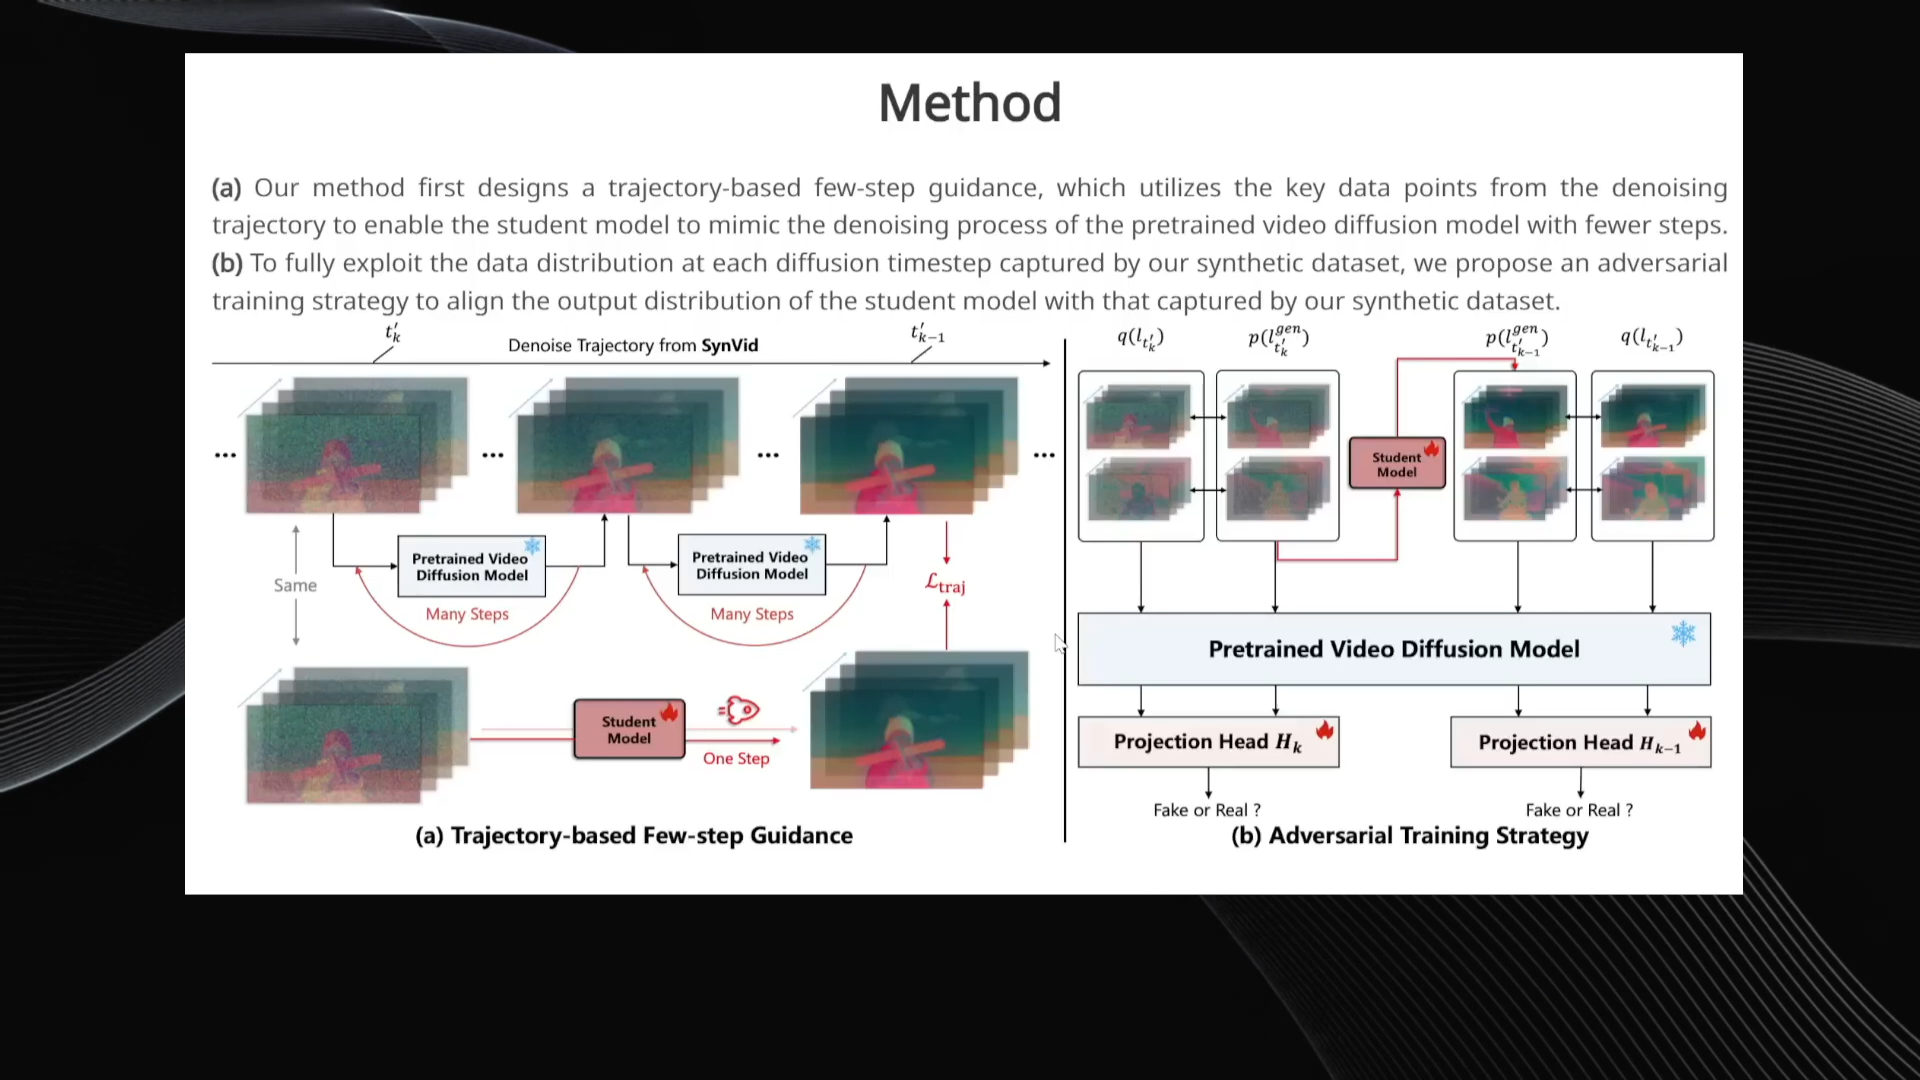 Method
(a) Our method first designs a trajectory-based few-step guidance, which utilizes the key data points from the denoising
trajectory to enable the student model to mimic the denoising process of the pretrained video diffusion model with fewer steps.
(b) To fully exploit the data distribution at each diffusion timestep captured by our synthetic dataset, we propose an adversarial
training strategy to align the output distribution of the student model with that captured by our synthetic dataset.
t′ₖ
Denoise Trajectory from SynVid
t′ₖ₋₁
...
...
...
...
Pretrained Video
Diffusion Model
Many Steps
Pretrained Video
Diffusion Model
Many Steps
Same
ℒtraj
Student
Model
One Step
(a) Trajectory-based Few-step Guidance
q(l_{t′ₖ})
p(l^{gen}_{t′ₖ})
p(l^{gen}_{t′ₖ₋₁})
q(l_{t′ₖ₋₁})
Student
Model
Pretrained Video Diffusion Model
Projection Head Hₖ
Projection Head Hₖ₋₁
Fake or Real ?
Fake or Real ?
(b) Adversarial Training Strategy